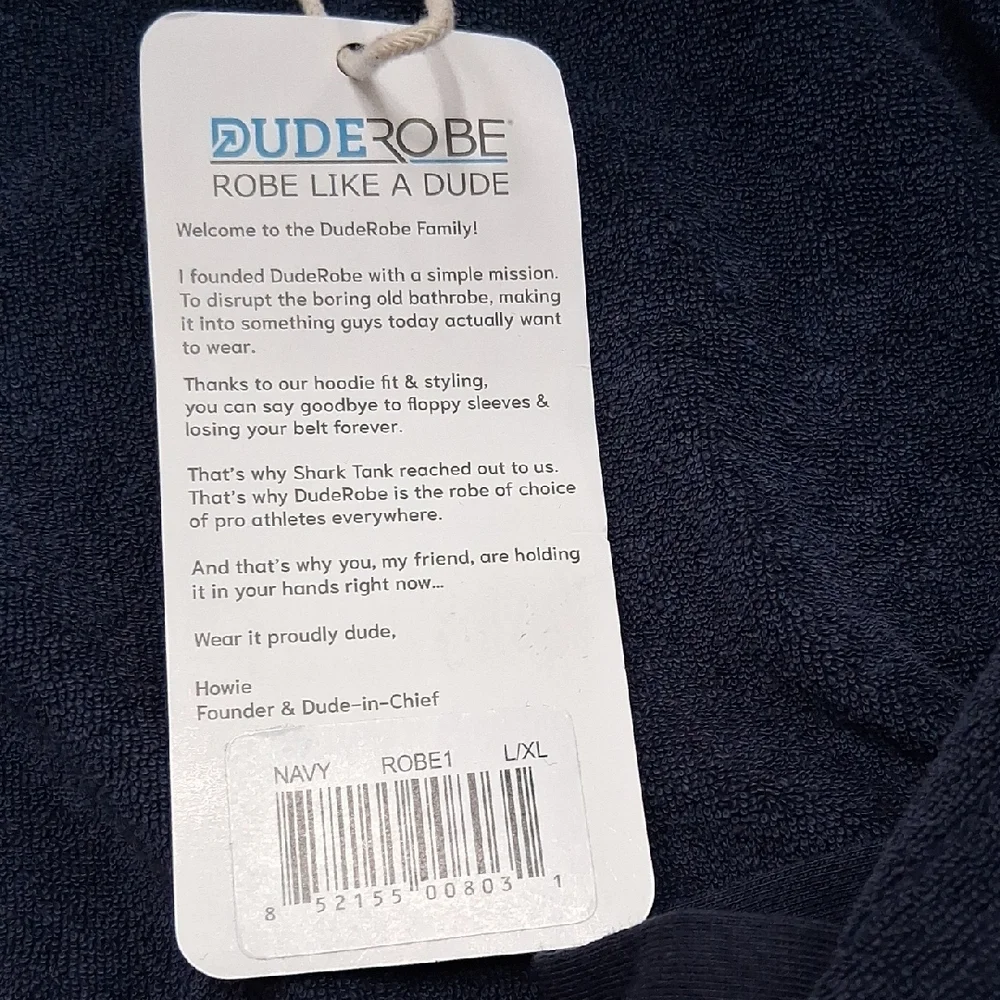 DUDEROBE
ROBE LIKE A DUDE
Welcome to the DudeRobe Family!
I founded DudeRobe with a simple mission.
To disrupt the boring old bathrobe, making
it into something guys today actually want
to wear.
Thanks to our hoodie fit & styling,
you can say goodbye to floppy sleeves &
losing your belt forever.
That's why Shark Tank reached out to us.
That's why DudeRobe is the robe of choice
of pro athletes everywhere.
And that's why you, my friend, are holding
it in your hands right now...
Wear it proudly dude,
Howie
Founder & Dude-in-Chief
NAVY ROBE1 L/XL
8 52155 00803 1